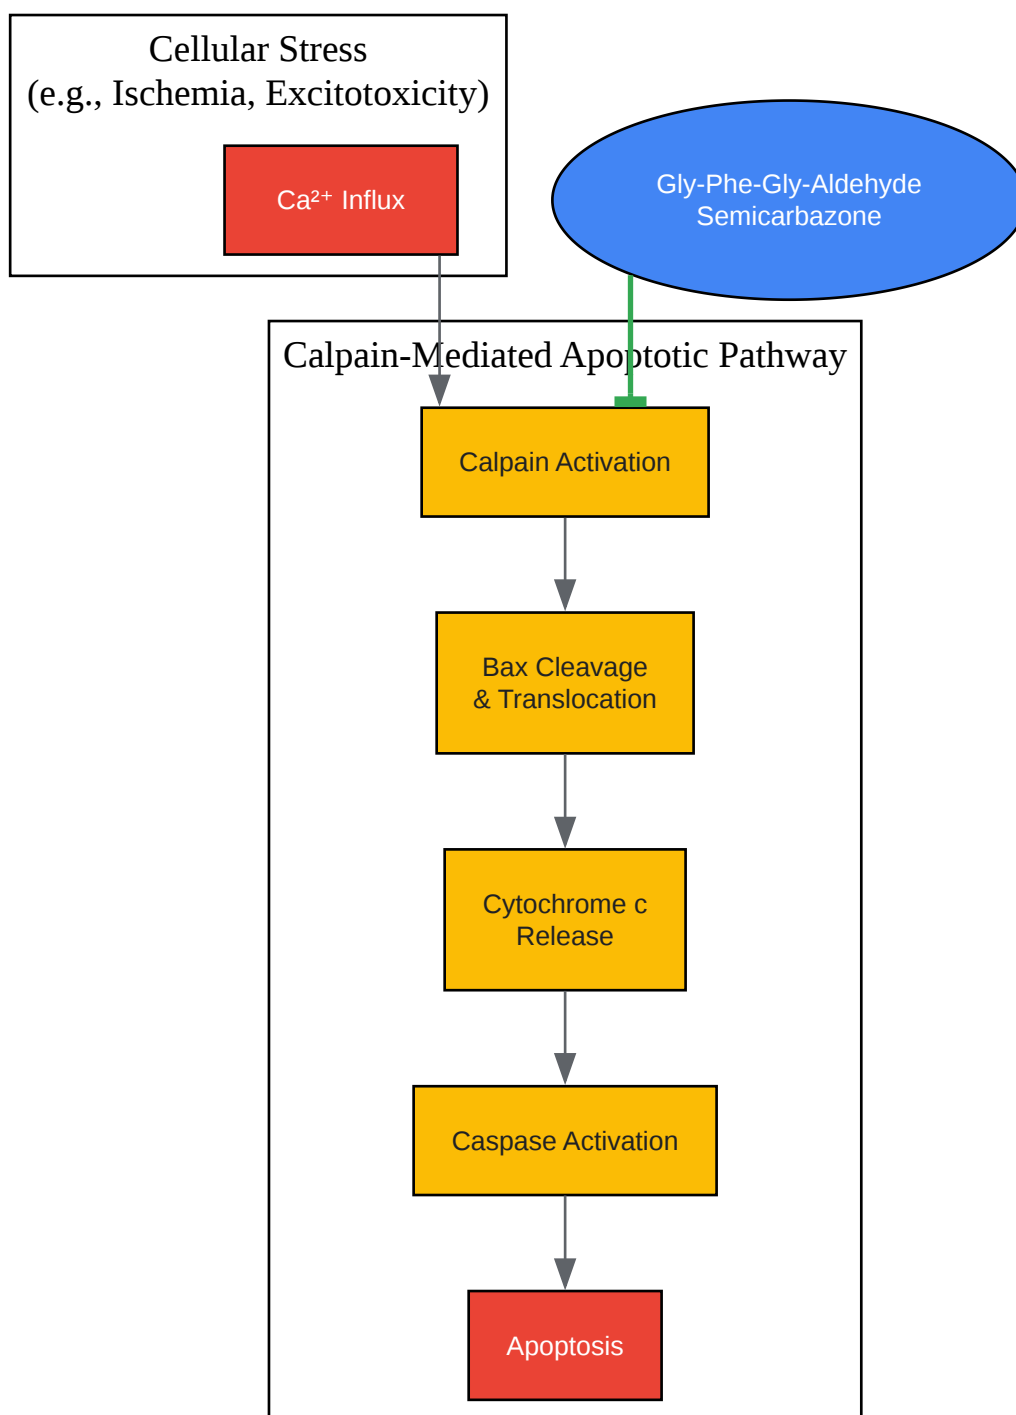 Cellular Stress
(e.g., Ischemia, Excitotoxicity)
Ca²⁺ Influx
Gly-Phe-Gly-Aldehyde
Semicarbazone
Calpain-Mediated Apoptotic Pathway
Calpain Activation
Bax Cleavage
& Translocation
Cytochrome c
Release
Caspase Activation
Apoptosis